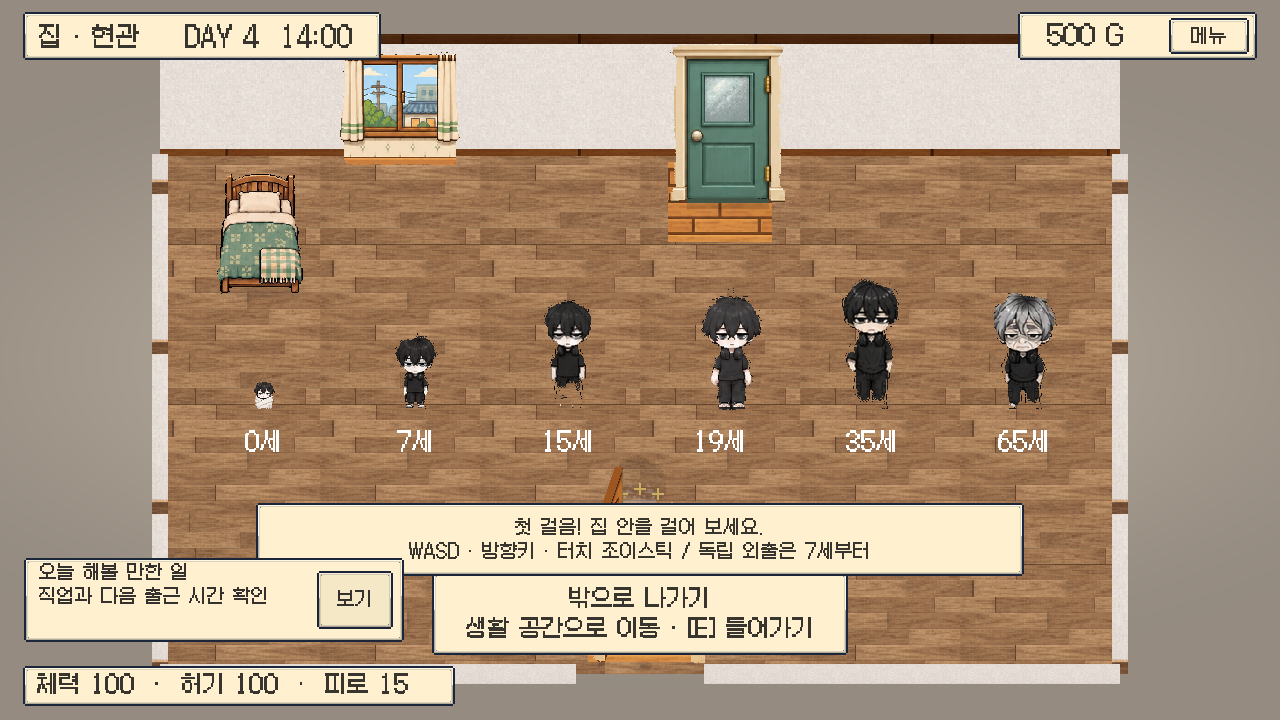 집 · 현관 DAY 4 14:00
500 G 메뉴
0세 7세 15세 19세 35세 65세
첫 걸음! 집 안을 걸어 보세요.
WASD · 방향키 · 터치 조이스틱 / 독립 외출은 7세부터
오늘 해볼 만한 일
직업과 다음 출근 시간 확인
보기
밖으로 나가기
생활 공간으로 이동 · [E] 들어가기
체력 100 · 허기 100 · 피로 15